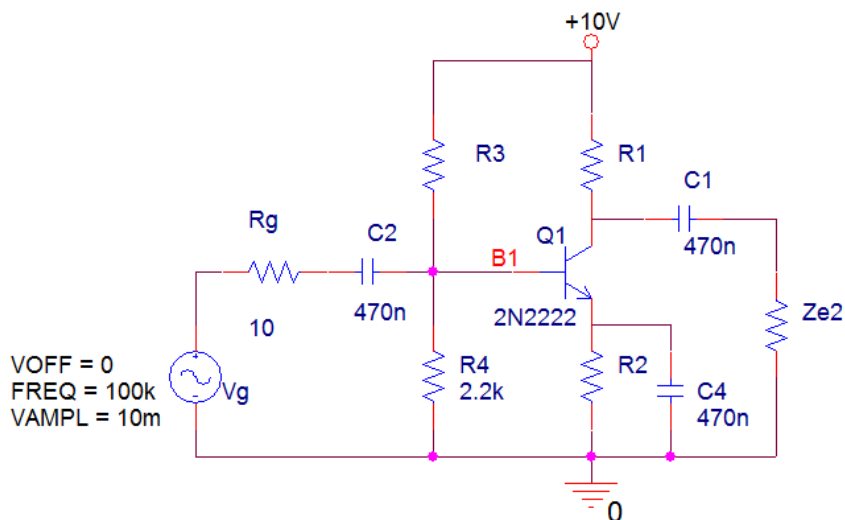 +10V
R3
R1
C1
470n
Rg
10
C2
470n
B1
Q1
2N2222
Ze2
R4
2.2k
R2
C4
470n
VOFF = 0
FREQ = 100k
VAMPL = 10m
Vg
0